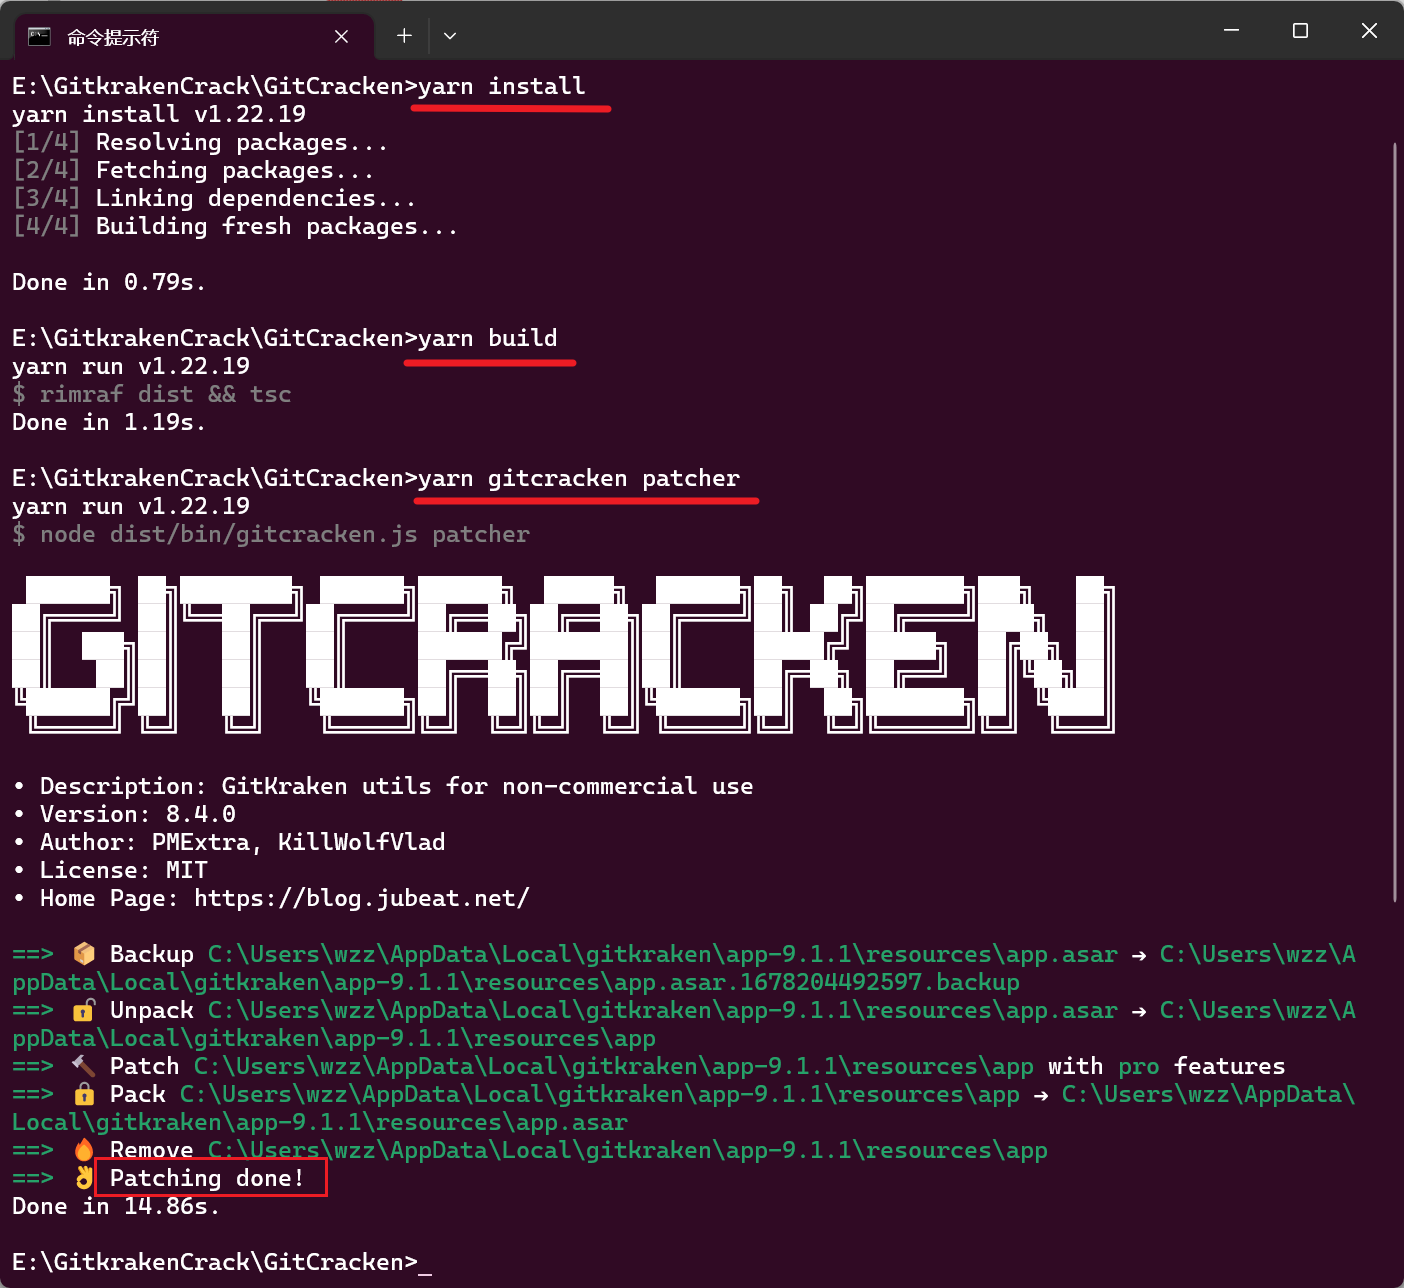 命令提示符
E:\GitkrakenCrack\GitCracken>yarn install
yarn install v1.22.19
[1/4] Resolving packages...
[2/4] Fetching packages...
[3/4] Linking dependencies...
[4/4] Building fresh packages...
Done in 0.79s.
E:\GitkrakenCrack\GitCracken>yarn build
yarn run v1.22.19
$ rimraf dist && tsc
Done in 1.19s.
E:\GitkrakenCrack\GitCracken>yarn gitcracken patcher
yarn run v1.22.19
$ node dist/bin/gitcracken.js patcher
GITCRACKEN
• Description: GitKraken utils for non-commercial use
• Version: 8.4.0
• Author: PMExtra, KillWolfVlad
• License: MIT
• Home Page: https://blog.jubeat.net/
==> 📦 Backup C:\Users\wzz\AppData\Local\gitkraken\app-9.1.1\resources\app.asar → C:\Users\wzz\A
ppData\Local\gitkraken\app-9.1.1\resources\app.asar.1678204492597.backup
==> 🔓 Unpack C:\Users\wzz\AppData\Local\gitkraken\app-9.1.1\resources\app.asar → C:\Users\wzz\A
ppData\Local\gitkraken\app-9.1.1\resources\app
==> 🔨 Patch C:\Users\wzz\AppData\Local\gitkraken\app-9.1.1\resources\app with pro features
==> 🔒 Pack C:\Users\wzz\AppData\Local\gitkraken\app-9.1.1\resources\app → C:\Users\wzz\AppData\
Local\gitkraken\app-9.1.1\resources\app.asar
==> 🔥 Remove C:\Users\wzz\AppData\Local\gitkraken\app-9.1.1\resources\app
==> 👌 Patching done!
Done in 14.86s.
E:\GitkrakenCrack\GitCracken>_